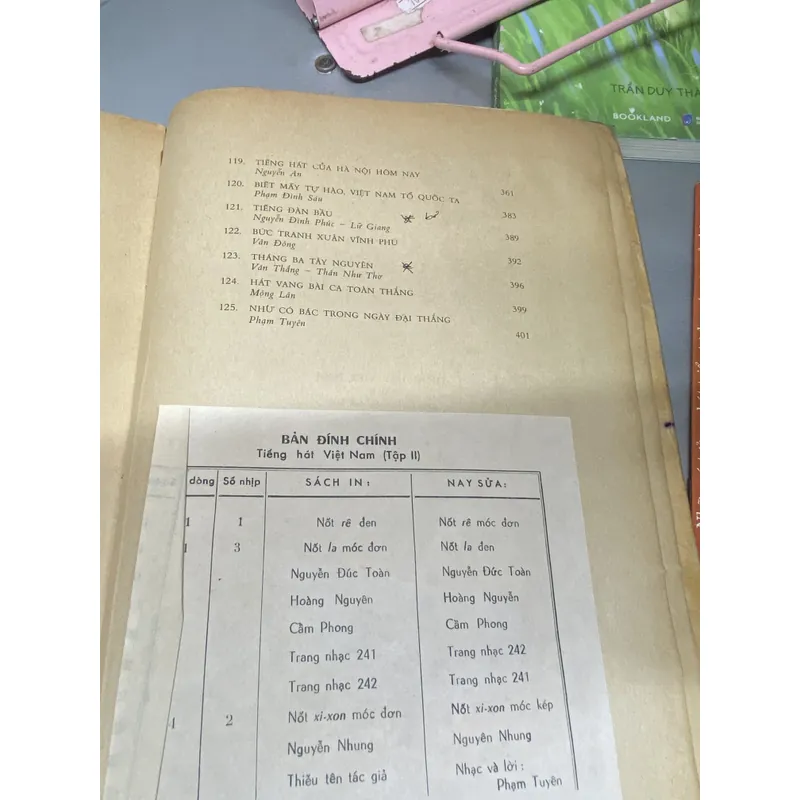 TRẦN DUY THÀ
BOOKLAND
119. TIẾNG HÁT CỦA HÀ NỘI HÔM NAY
Nguyễn An
361
120. BIẾT MẤY TỰ HÀO, VIỆT NAM TỔ QUỐC TA
Phạm Đình Sáu
383
121. TIẾNG ĐÀN BẦU
Nguyễn Đình Phúc – Lữ Giang
389
122. BỨC TRANH XUÂN VĨNH PHÚ
Văn Đông
392
123. THÁNG BA TÂY NGUYÊN
Văn Thắng – Thân Như Thơ
396
124. HÁT VANG BÀI CA TOÀN THẮNG
Mộng Lân
399
125. NHƯ CÓ BÁC TRONG NGÀY ĐẠI THẮNG
Phạm Tuyên
401
BẢN ĐÍNH CHÍNH
Tiếng hát Việt Nam (Tập II)
dòng Số nhịp SÁCH IN: NAY SỬA:
1 1 Nốt rê đen Nốt rê móc đơn
1 3 Nốt la móc đơn Nốt la đen
Nguyễn Đúc Toàn Nguyễn Đức Toàn
Hoàng Nguyên Hoàng Nguyễn
Cầm Phong Cầm Phong
Trang nhạc 241 Trang nhạc 242
Trang nhạc 242 Trang nhạc 241
4 2 Nốt xi-xon móc đơn Nốt xi-xon móc kép
Nguyễn Nhung Nguyên Nhung
Thiếu tên tác giả Nhạc và lời:
Phạm Tuyên